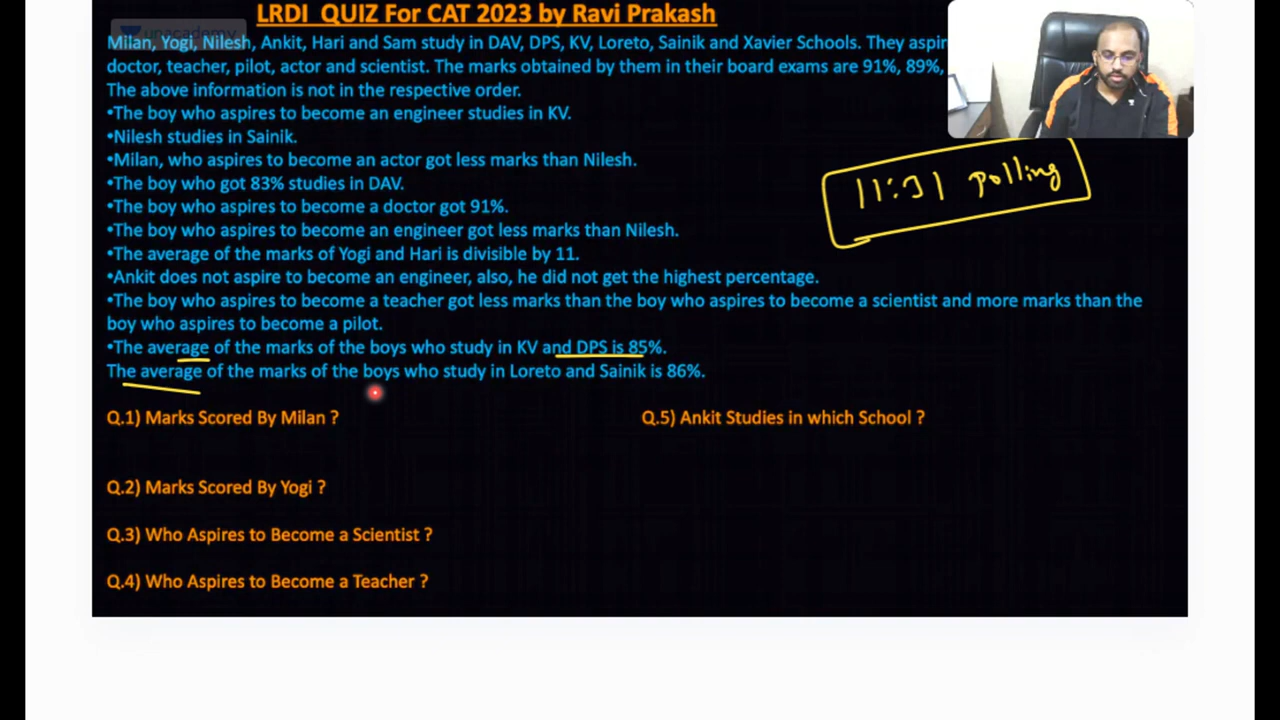 LRDI QUIZ For CAT 2023 by Ravi Prakash
unacademy
Milan, Yogi, Nilesh, Ankit, Hari and Sam study in DAV, DPS, KV, Loreto, Sainik and Xavier Schools. They aspir
doctor, teacher, pilot, actor and scientist. The marks obtained by them in their board exams are 91%, 89%,
The above information is not in the respective order.
•The boy who aspires to become an engineer studies in KV.
•Nilesh studies in Sainik.
•Milan, who aspires to become an actor got less marks than Nilesh.
•The boy who got 83% studies in DAV.
•The boy who aspires to become a doctor got 91%.
•The boy who aspires to become an engineer got less marks than Nilesh.
•The average of the marks of Yogi and Hari is divisible by 11.
•Ankit does not aspire to become an engineer, also, he did not get the highest percentage.
•The boy who aspires to become a teacher got less marks than the boy who aspires to become a scientist and more marks than the
boy who aspires to become a pilot.
•The average of the marks of the boys who study in KV and DPS is 85%.
The average of the marks of the boys who study in Loreto and Sainik is 86%.
11:31 polling
Q.1) Marks Scored By Milan ?
Q.5) Ankit Studies in which School ?
Q.2) Marks Scored By Yogi ?
Q.3) Who Aspires to Become a Scientist ?
Q.4) Who Aspires to Become a Teacher ?